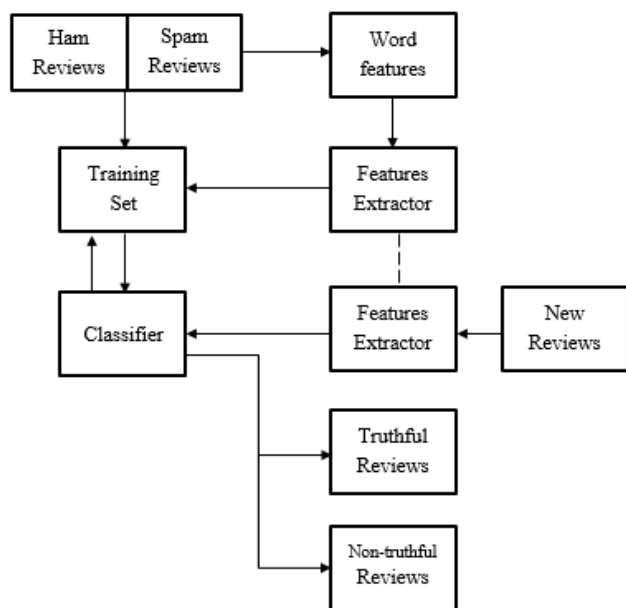 Ham
Reviews
Spam
Reviews
Word
features
Training
Set
Features
Extractor
Classifier
Features
Extractor
New
Reviews
Truthful
Reviews
Non-truthful
Reviews